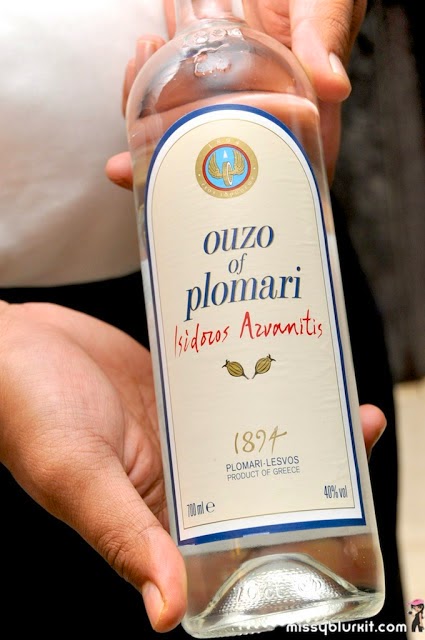 ouzo
of
plomari
Isidoros Arvanitis
1894
PLOMARI-LESVOS
PRODUCT OF GREECE
700 ml e
40% vol
missyblurkit.com